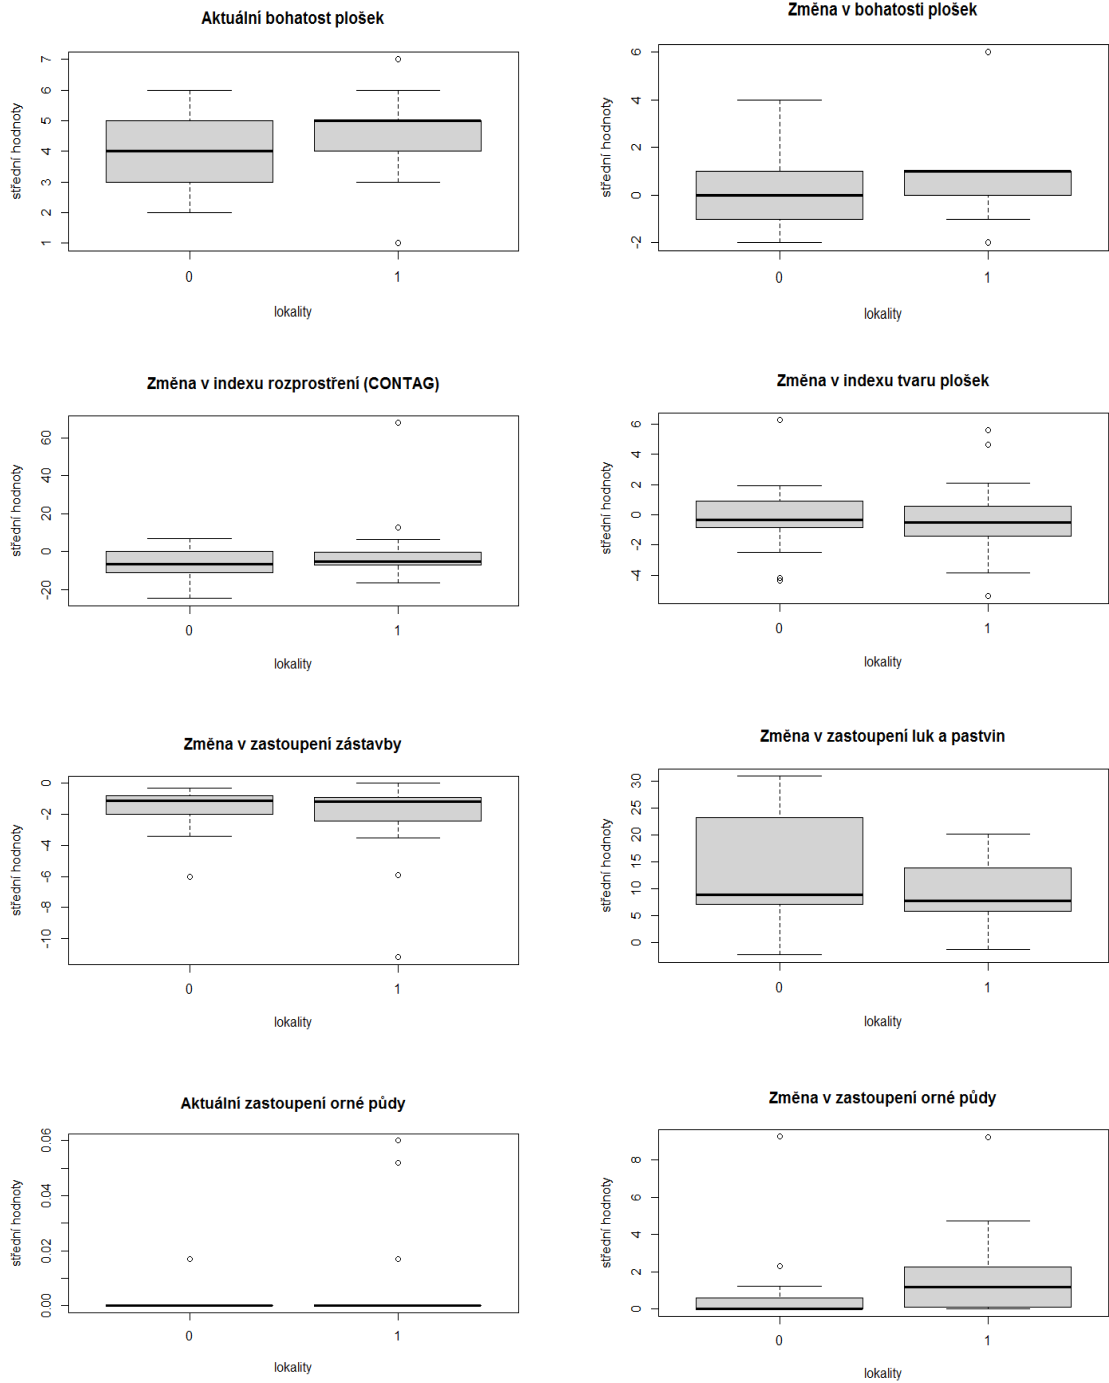 Aktuální bohatost plošek
střední hodnoty
7
6
5
4
3
2
1
0 1
lokality
Změna v bohatosti plošek
střední hodnoty
6
4
2
0
-2
0 1
lokality
Změna v indexu rozprostření (CONTAG)
střední hodnoty
60
40
20
0
-20
0 1
lokality
Změna v indexu tvaru plošek
střední hodnoty
6
4
2
0
-2
-4
0 1
lokality
Změna v zastoupení zástavby
střední hodnoty
0
-2
-4
-6
-8
-10
0 1
lokality
Změna v zastoupení luk a pastvin
střední hodnoty
30
25
20
15
10
5
0
0 1
lokality
Aktuální zastoupení orné půdy
střední hodnoty
0.06
0.04
0.02
0.00
0 1
lokality
Změna v zastoupení orné půdy
střední hodnoty
8
6
4
2
0
0 1
lokality